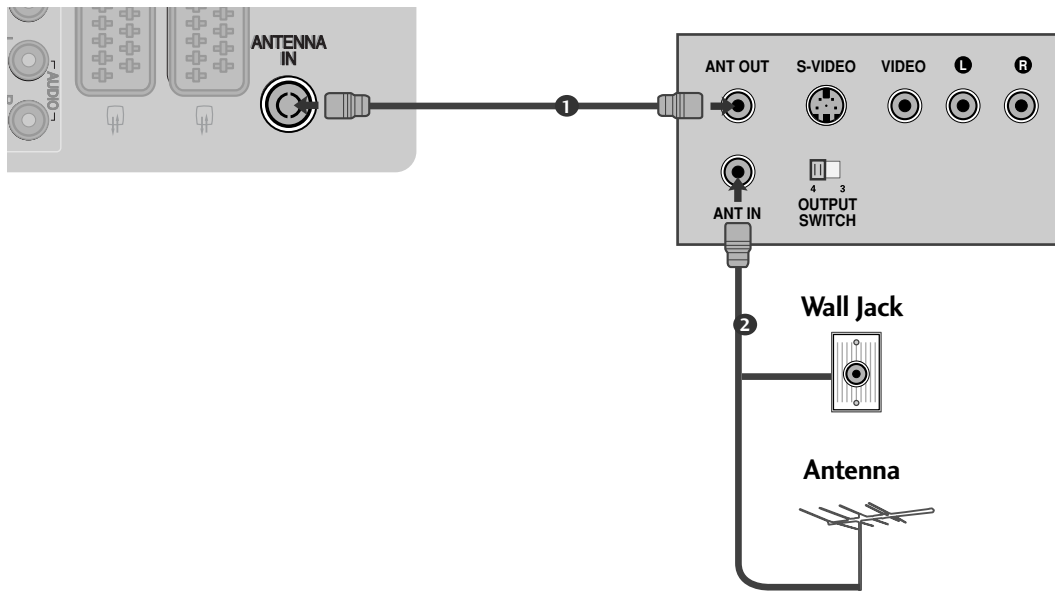 ANTENNA
IN
AUDIO
R
ANT OUT
S-VIDEO
VIDEO
L
R
1
ANT IN
4 3
OUTPUT
SWITCH
2
Wall Jack
Antenna